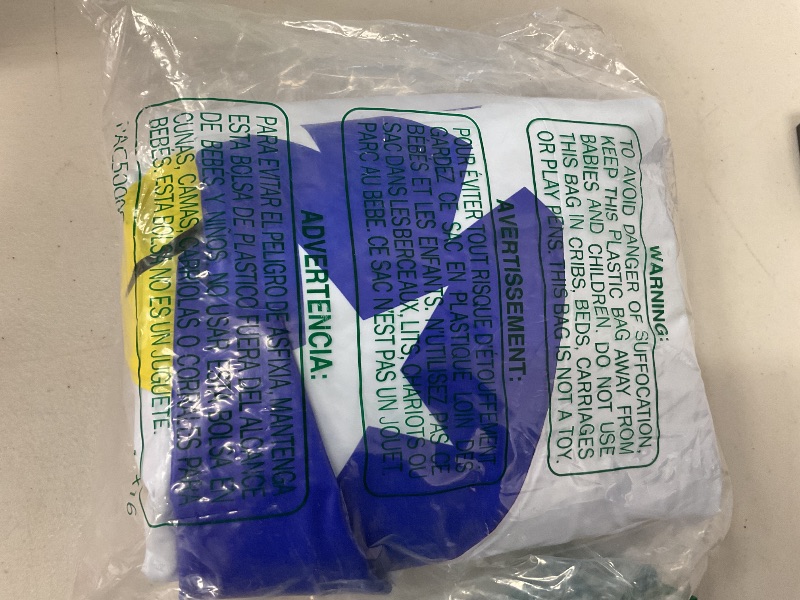 WARNING:
TO AVOID DANGER OF SUFFOCATION,
KEEP THIS PLASTIC BAG AWAY FROM
BABIES AND CHILDREN. DO NOT USE
THIS BAG IN CRIBS, BEDS, CARRIAGES
OR PLAY PENS. THIS BAG IS NOT A TOY.
AVERTISSEMENT:
POUR ÉVITER TOUT RISQUE D'ÉTOUFFEMENT
GARDEZ CE SAC EN PLASTIQUE LOIN DES
BEBES ET LES ENFANTS. N'UTILISEZ PAS CE
SAC DANS LES BERCEAUX, LITS, CHARIOTS OU
PARC AU BEBE. CE SAC N'EST PAS UN JOUET
ADVERTENCIA:
PARA EVITAR EL PELIGRO DE ASFIXIA, MANTENGA
ESTA BOLSA DE PLASTICO FUERA DEL ALCANCE
DE BEBES Y NINOS. NO USAR ESTA BOLSA EN
CUNAS, CAMAS, CARRIOLAS O CORRALES PARA
BEBES. ESTA BOLSA NO ES UN JUGUETE.